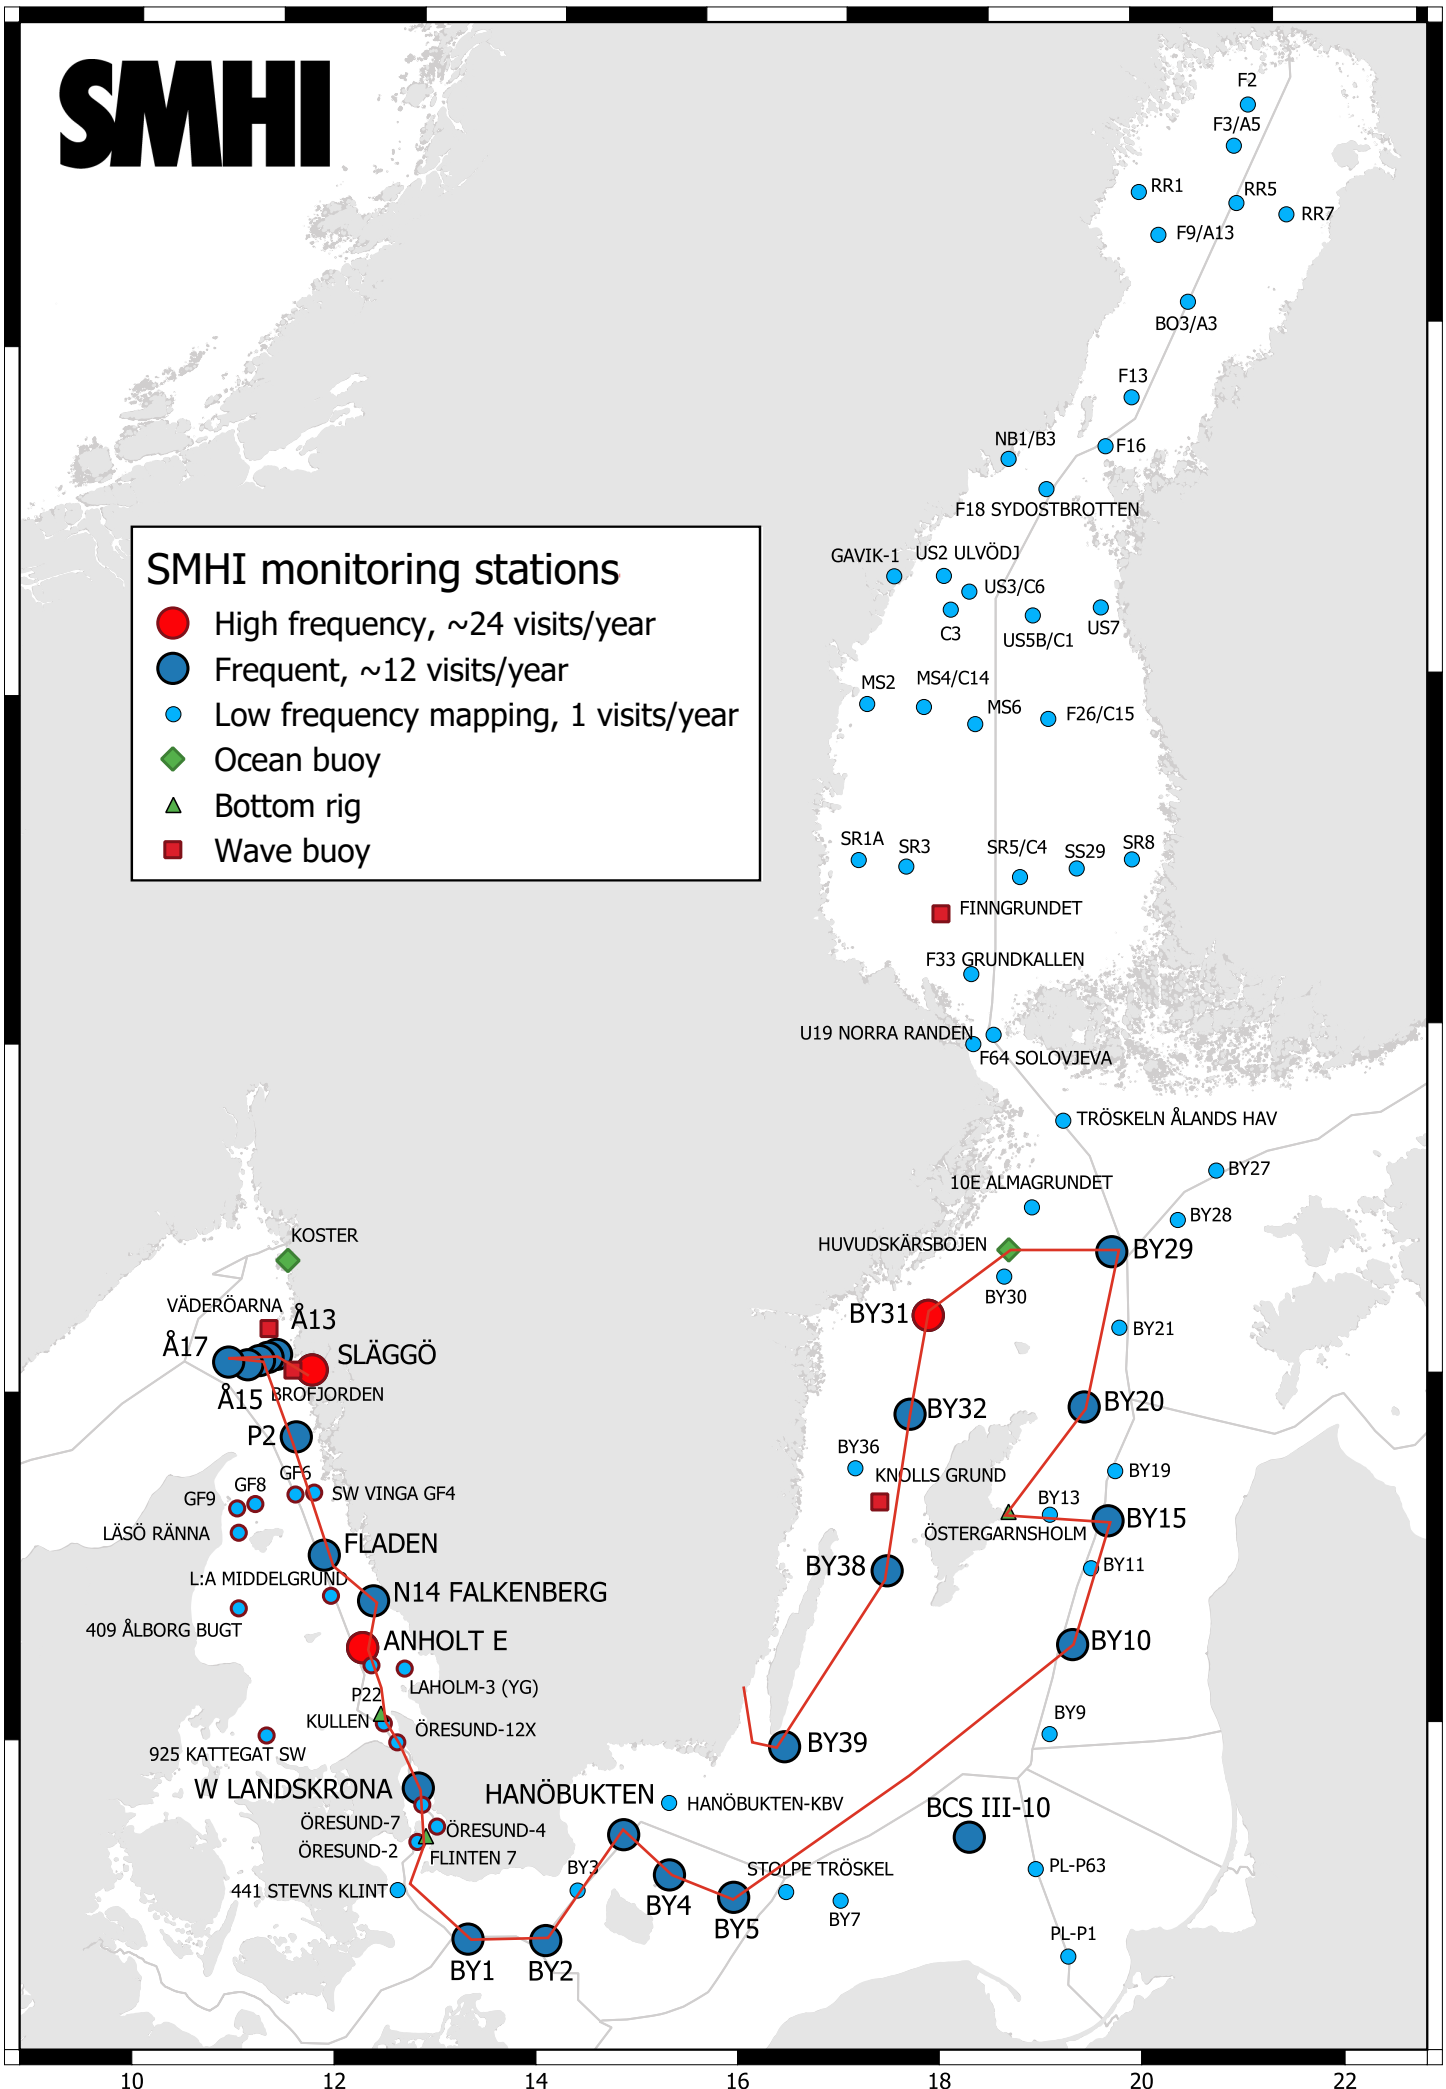 SMHI
F2
F3/A5
RR1
RR5
RR7
F9/A13
BO3/A3
F13
NB1/B3
F16
F18 SYDOSTBROTTEN
SMHI monitoring stations
High frequency, ~24 visits/year
Frequent, ~12 visits/year
Low frequency mapping, 1 visits/year
Ocean buoy
Bottom rig
Wave buoy
GAVIK-1
US2 ULVÖDJ
US3/C6
C3
US5B/C1
US7
MS2
MS4/C14
MS6
F26/C15
SR1A
SR3
SR5/C4
SS29
SR8
FINNGRUNDET
F33 GRUNDKALLEN
U19 NORRA RANDEN
F64 SOLOVJEVA
TRÖSKELN ÅLANDS HAV
BY27
10E ALMAGRUNDET
BY28
HUVUDSKÄRSBOJEN
BY29
KOSTER
BY30
VÄDERÖARNA
Å13
BY31
BY21
Å17
SLÄGGÖ
Å15
BROFJORDEN
BY20
BY32
P2
BY36
KNOLLS GRUND
BY19
GF6
GF8
GF9
SW VINGA GF4
BY13
LÄSÖ RÄNNA
ÖSTERGARNSHOLM
BY15
FLADEN
BY38
BY11
L:A MIDDELGRUND
N14 FALKENBERG
409 ÅLBORG BUGT
ANHOLT E
BY10
LAHOLM-3 (YG)
P22
KULLEN
ÖRESUND-12X
BY9
925 KATTEGAT SW
BY39
W LANDSKRONA
HANÖBUKTEN
HANÖBUKTEN-KBV
BCS III-10
ÖRESUND-7
ÖRESUND-4
ÖRESUND-2
FLINTEN 7
BY3
STOLPE TRÖSKEL
PL-P63
441 STEVNS KLINT
BY4
BY5
BY7
PL-P1
BY1
BY2
10
12
14
16
18
20
22